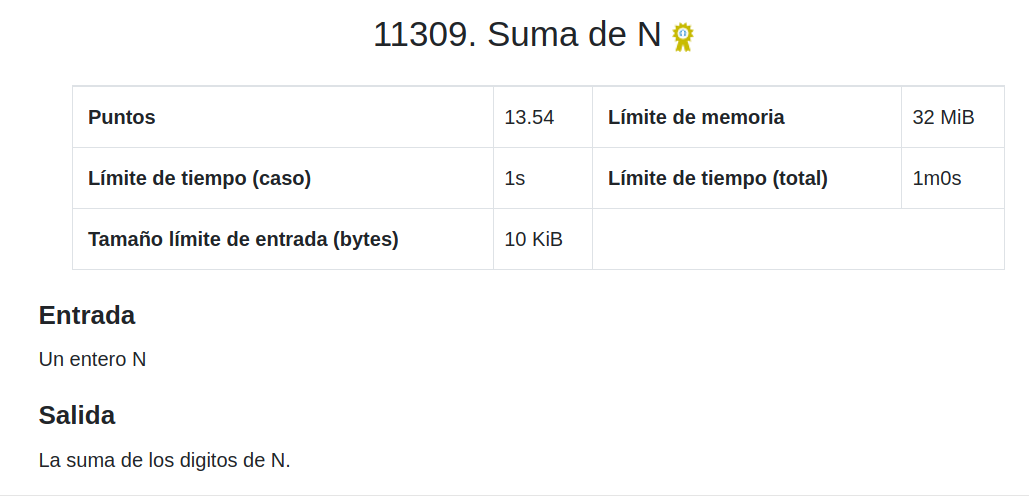 11309. Suma de N
Puntos 13.54 Límite de memoria 32 MiB
Límite de tiempo (caso) 1s Límite de tiempo (total) 1m0s
Tamaño límite de entrada (bytes) 10 KiB
Entrada
Un entero N
Salida
La suma de los digitos de N.